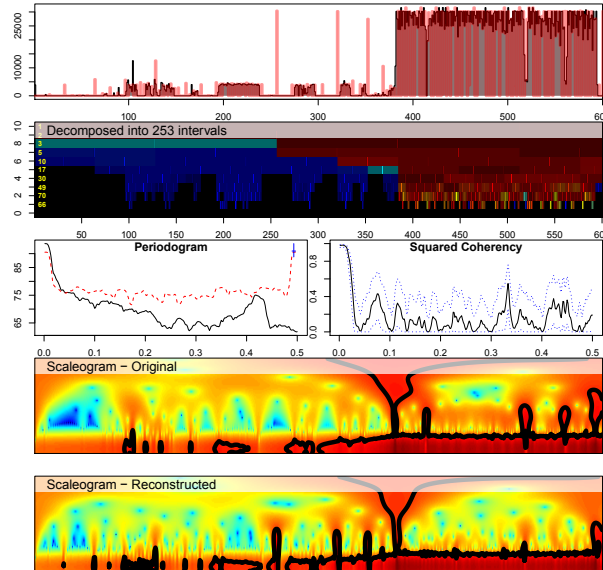 0 10000 25000
100 200 300 400 500 600
Decomposed into 253 intervals
0 2 4 6 8 10
3
5
10
17
30
49
70
66
50 100 150 200 250 300 350 400 450 500 550 600
Periodogram
65 75 85
0.0 0.1 0.2 0.3 0.4 0.5
Squared Coherency
0.0 0.4 0.8
0.0 0.1 0.2 0.3 0.4 0.5
Scaleogram − Original
Scaleogram − Reconstructed